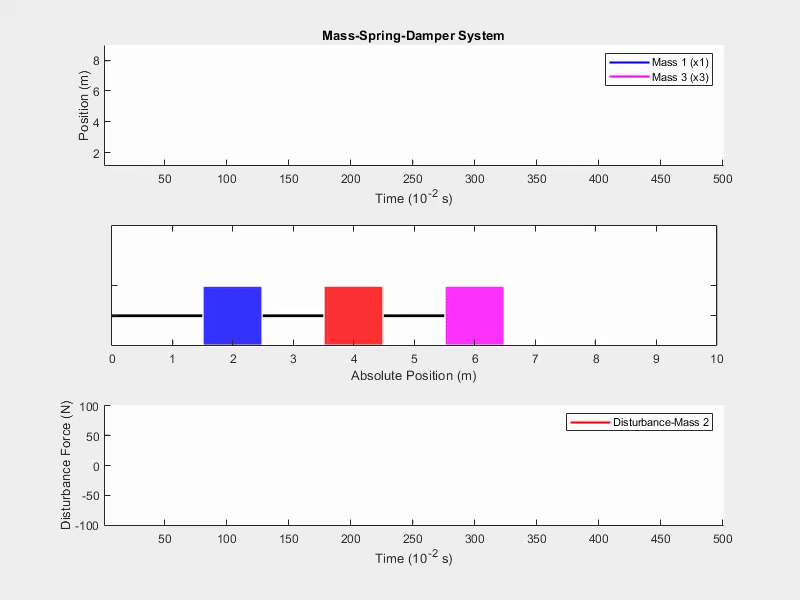 Mass-Spring-Damper System
Mass 1 (x1)
Mass 3 (x3)
Position (m)
8
6
4
2
50 100 150 200 250 300 350 400 450 500
Time (10^-2 s)
0 1 2 3 4 5 6 7 8 9 10
Absolute Position (m)
Disturbance-Mass 2
Disturbance Force (N)
100
50
0
-50
-100
50 100 150 200 250 300 350 400 450 500
Time (10^-2 s)